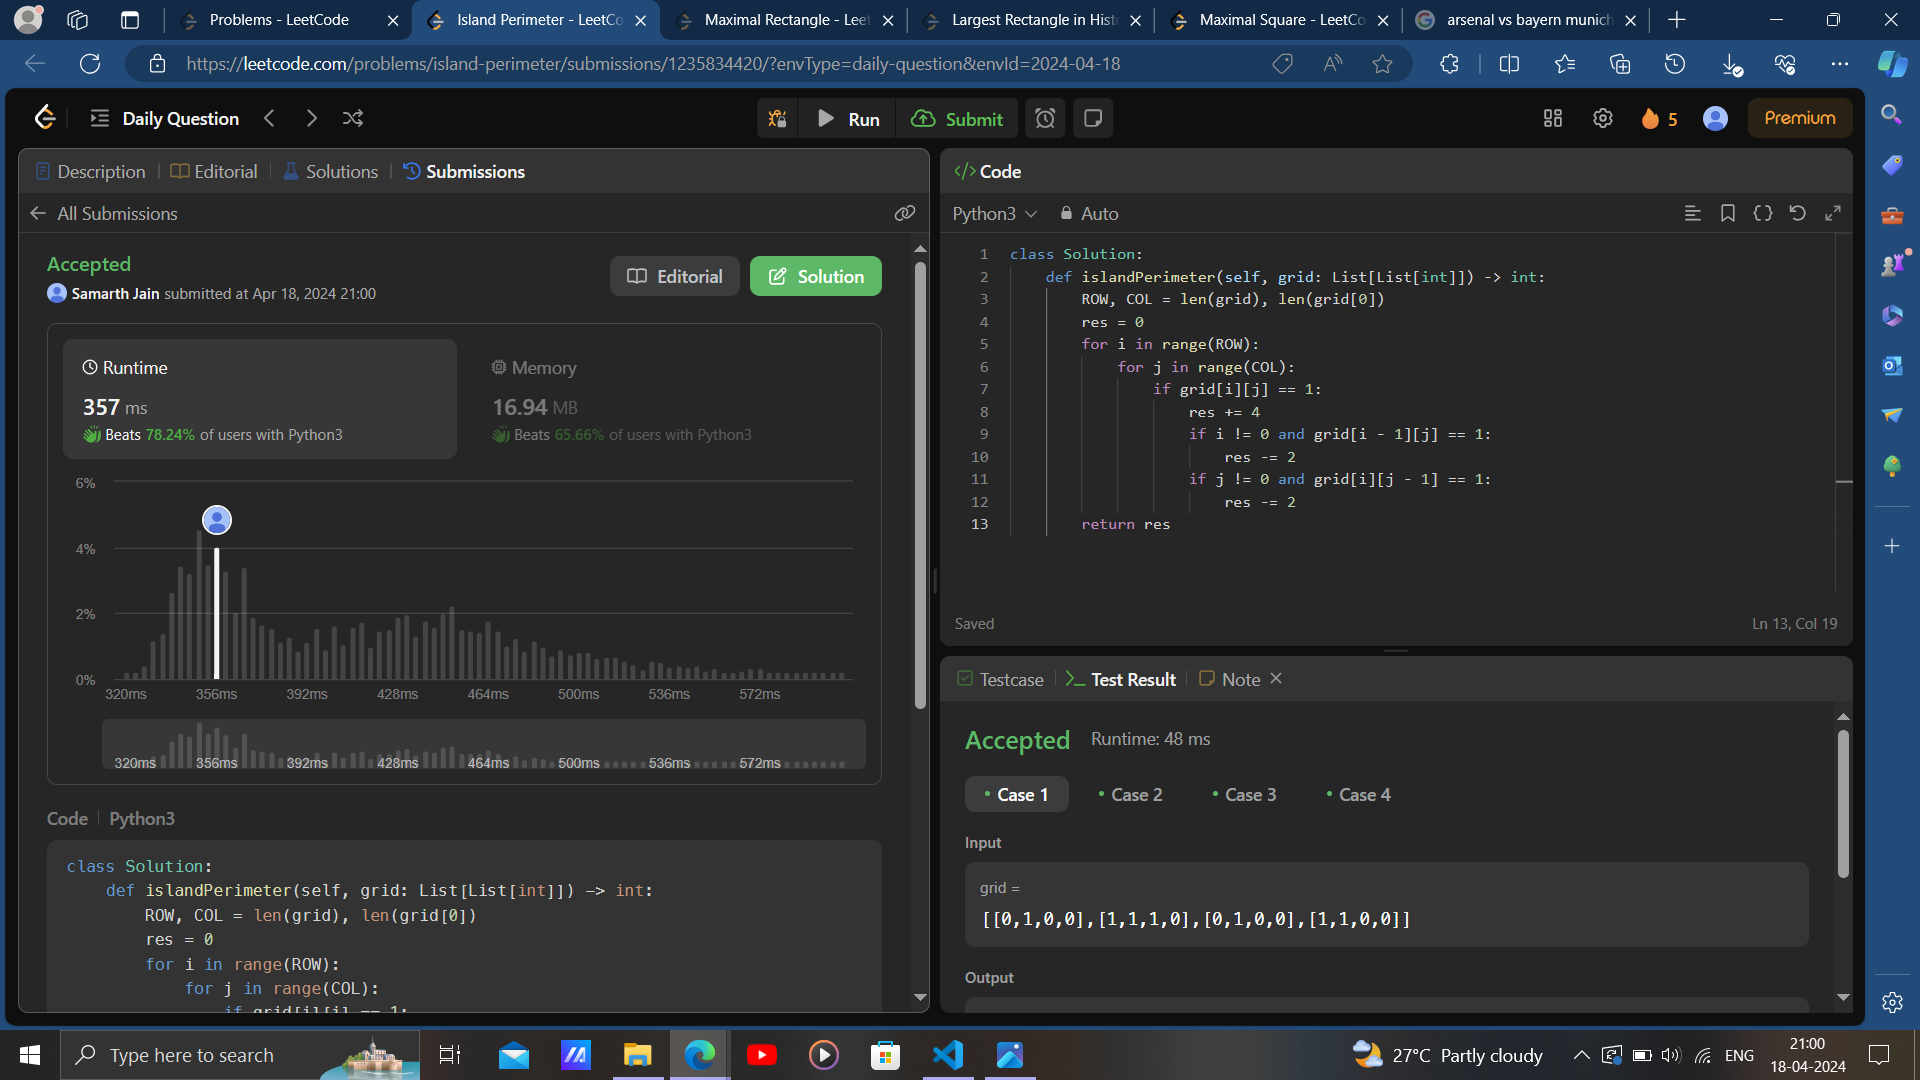 Problems - LeetCode
Island Perimeter - LeetCo
Maximal Rectangle - Leet
Largest Rectangle in Hist
Maximal Square - LeetCo
arsenal vs bayern munich
https://leetcode.com/problems/island-perimeter/submissions/1235834420/?envType=daily-question&envId=2024-04-18
Daily Question
Run
Submit
5
Premium
Description
Editorial
Solutions
Submissions
All Submissions
Accepted
Samarth Jain submitted at Apr 18, 2024 21:00
Editorial
Solution
Runtime
357 ms
Beats 78.24% of users with Python3
Memory
16.94 MB
Beats 65.66% of users with Python3
6%
4%
2%
0%
320ms 356ms 392ms 428ms 464ms 500ms 536ms 572ms
320ms 356ms 392ms 428ms 464ms 500ms 536ms 572ms
Code | Python3
class Solution:
def islandPerimeter(self, grid: List[List[int]]) -> int:
ROW, COL = len(grid), len(grid[0])
res = 0
for i in range(ROW):
for j in range(COL):
if grid[i][j] == 1:
</> Code
Python3
Auto
1 class Solution:
2 def islandPerimeter(self, grid: List[List[int]]) -> int:
3 ROW, COL = len(grid), len(grid[0])
4 res = 0
5 for i in range(ROW):
6 for j in range(COL):
7 if grid[i][j] == 1:
8 res += 4
9 if i != 0 and grid[i - 1][j] == 1:
10 res -= 2
11 if j != 0 and grid[i][j - 1] == 1:
12 res -= 2
13 return res
Saved
Ln 13, Col 19
Testcase
Test Result
Note
Accepted
Runtime: 48 ms
Case 1
Case 2
Case 3
Case 4
Input
grid =
[[0,1,0,0],[1,1,1,0],[0,1,0,0],[1,1,0,0]]
Output
Type here to search
27°C Partly cloudy
ENG
21:00
18-04-2024